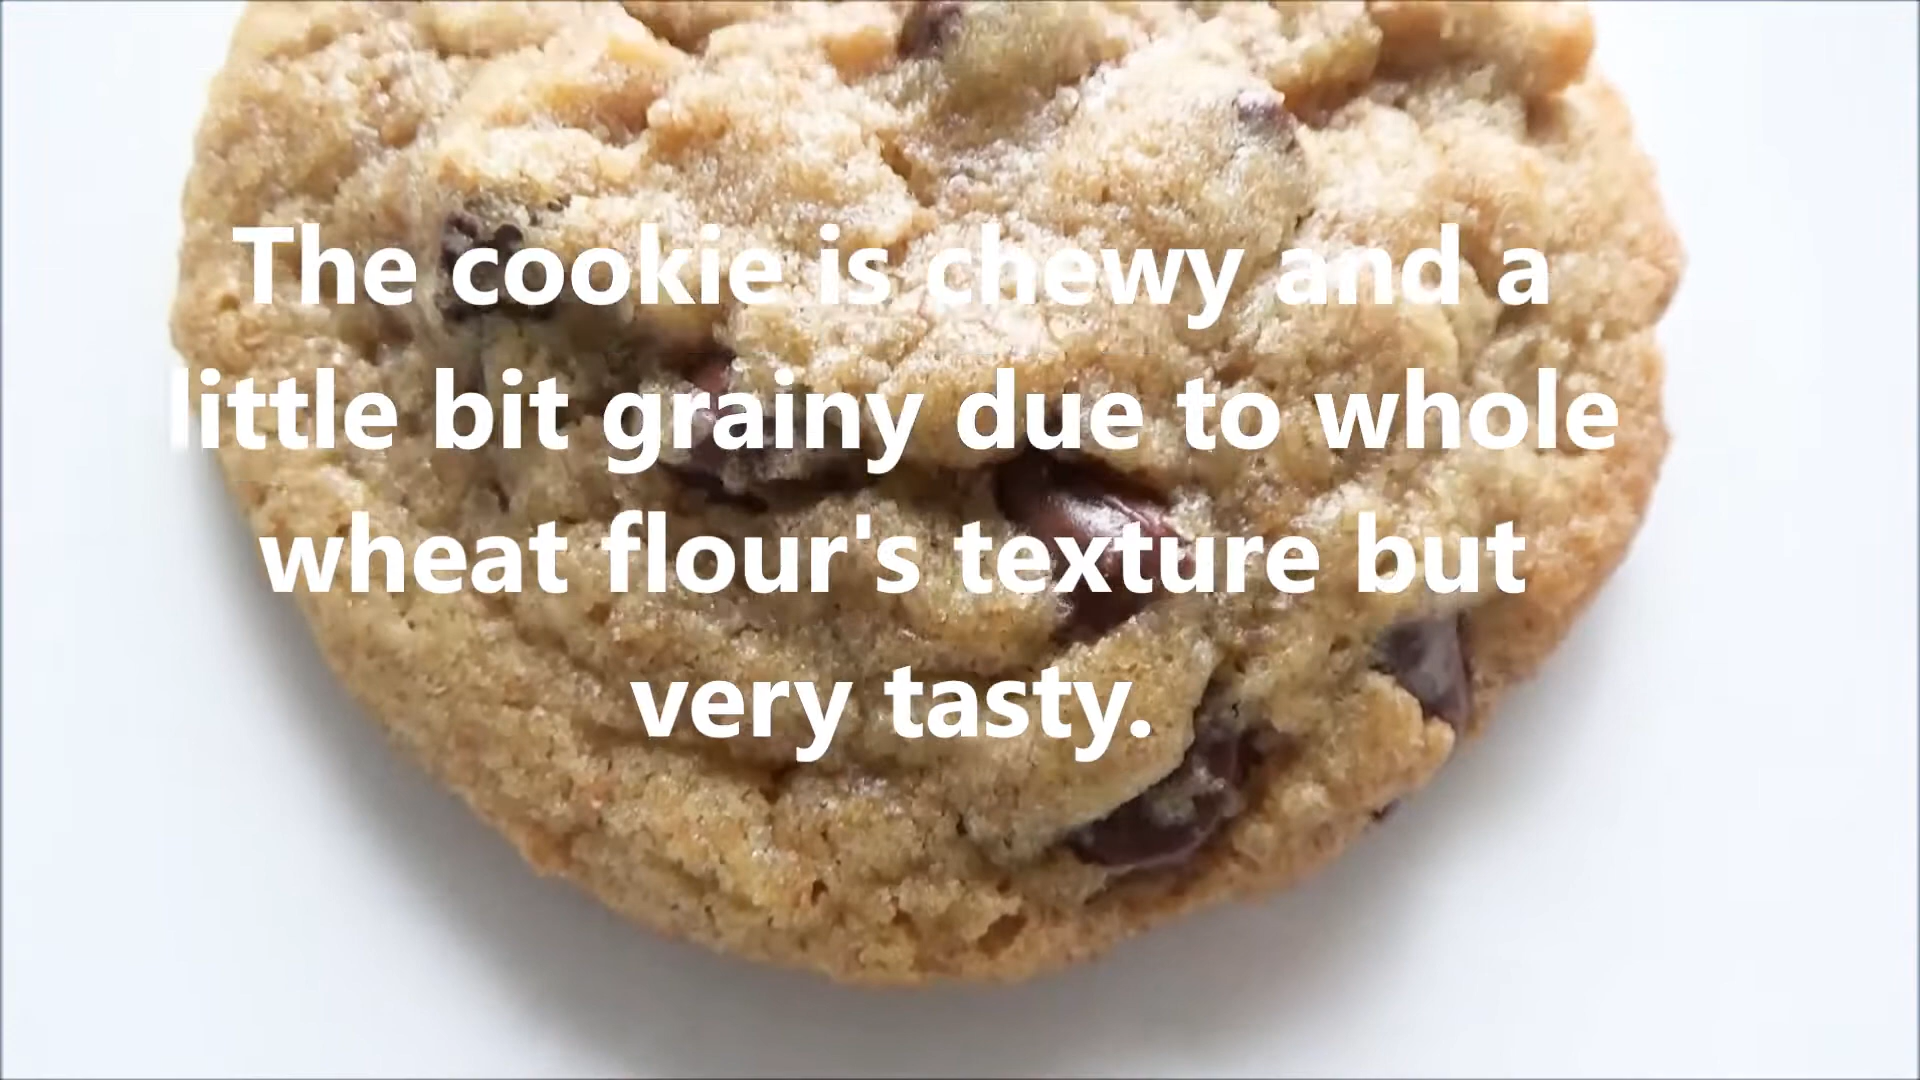 The cookie is chewy and a
little bit grainy due to whole
wheat flour's texture but
very tasty.